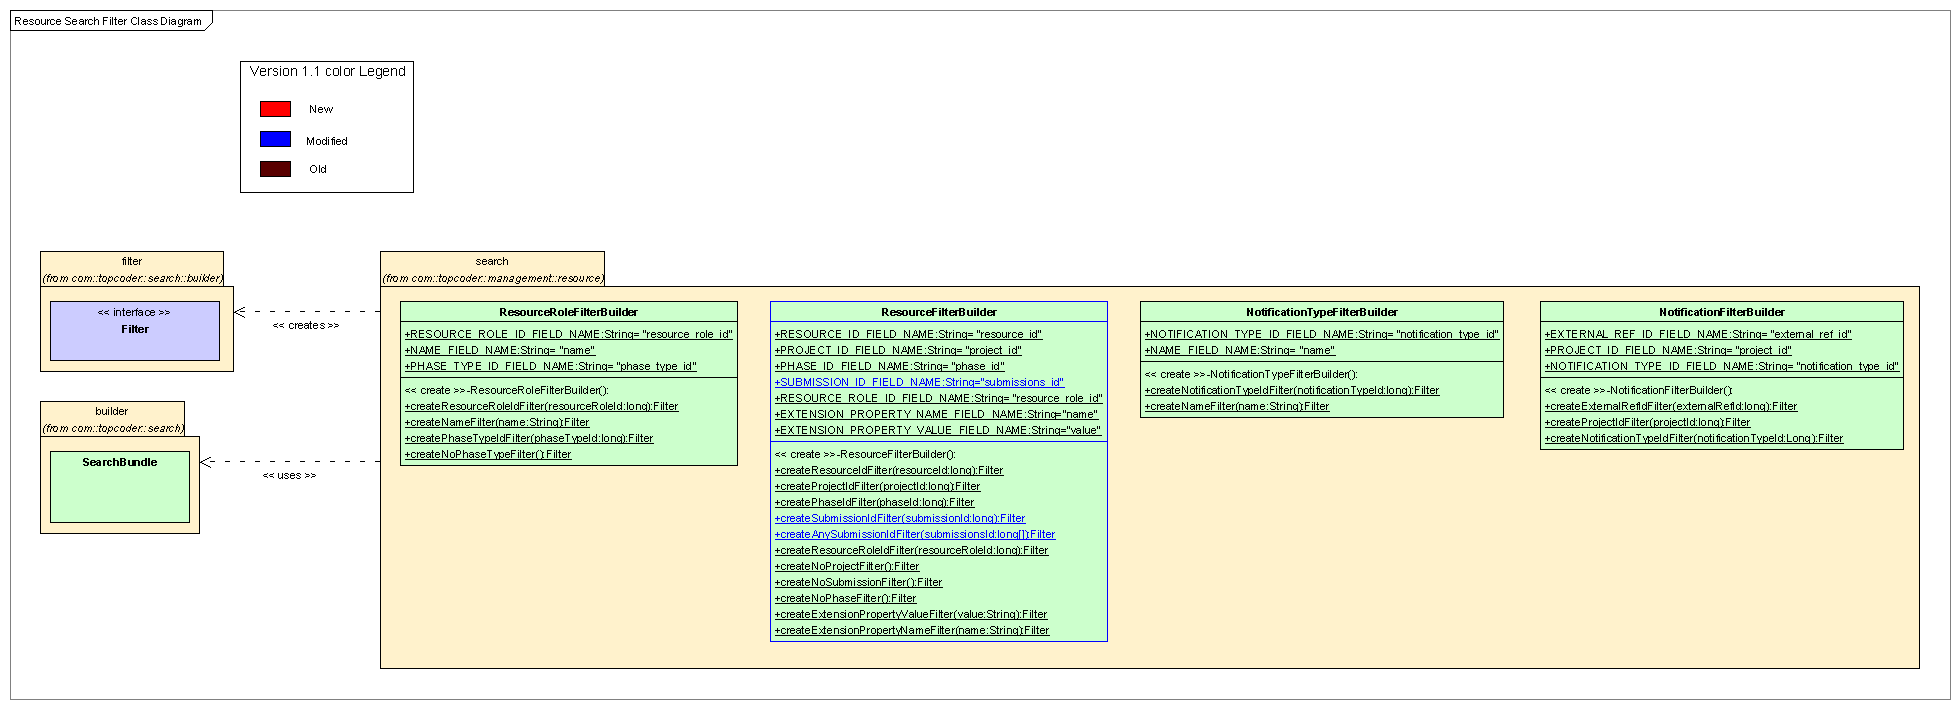 Resource Search Filter Class Diagram
Version 1.1 color Legend
New
Modified
Old
filter
(from com::topcoder::search::builder)
<< interface >>
Filter
<< creates >>
builder
(from com::topcoder::search)
SearchBundle
<< uses >>
search
(from com::topcoder::management::resource)
ResourceRoleFilterBuilder
+RESOURCE_ROLE_ID_FIELD_NAME:String= "resource_role_id"
+NAME_FIELD_NAME:String= "name"
+PHASE_TYPE_ID_FIELD_NAME:String= "phase_type_id"
<< create >>-ResourceRoleFilterBuilder():
+createResourceRoleIdFilter(resourceRoleId:long):Filter
+createNameFilter(name:String):Filter
+createPhaseTypeIdFilter(phaseTypeId:long):Filter
+createNoPhaseTypeFilter():Filter
ResourceFilterBuilder
+RESOURCE_ID_FIELD_NAME:String= "resource_id"
+PROJECT_ID_FIELD_NAME:String= "project_id"
+PHASE_ID_FIELD_NAME:String= "phase_id"
+SUBMISSION_ID_FIELD_NAME:String="submissions_id"
+RESOURCE_ROLE_ID_FIELD_NAME:String= "resource_role_id"
+EXTENSION_PROPERTY_NAME_FIELD_NAME:String="name"
+EXTENSION_PROPERTY_VALUE_FIELD_NAME:String="value"
<< create >>-ResourceFilterBuilder():
+createResourceIdFilter(resourceId:long):Filter
+createProjectIdFilter(projectId:long):Filter
+createPhaseIdFilter(phaseId:long):Filter
+createSubmissionIdFilter(submissionId:long):Filter
+createAnySubmissionIdFilter(submissionsId:long[]):Filter
+createResourceRoleIdFilter(resourceRoleId:long):Filter
+createNoProjectFilter():Filter
+createNoSubmissionFilter():Filter
+createNoPhaseFilter():Filter
+createExtensionPropertyValueFilter(value:String):Filter
+createExtensionPropertyNameFilter(name:String):Filter
NotificationTypeFilterBuilder
+NOTIFICATION_TYPE_ID_FIELD_NAME:String= "notification_type_id"
+NAME_FIELD_NAME:String= "name"
<< create >>-NotificationTypeFilterBuilder():
+createNotificationTypeIdFilter(notificationTypeId:long):Filter
+createNameFilter(name:String):Filter
NotificationFilterBuilder
+EXTERNAL_REF_ID_FIELD_NAME:String= "external_ref_id"
+PROJECT_ID_FIELD_NAME:String= "project_id"
+NOTIFICATION_TYPE_ID_FIELD_NAME:String= "notification_type_id"
<< create >>-NotificationFilterBuilder():
+createExternalRefIdFilter(externalRefId:long):Filter
+createProjectIdFilter(projectId:long):Filter
+createNotificationTypeIdFilter(notificationTypeId:Long):Filter